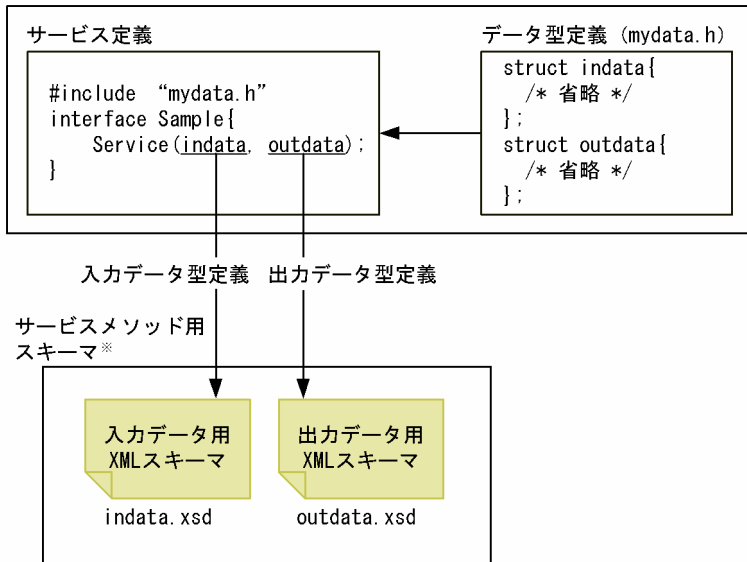 サービス定義
#include “mydata.h”
interface Sample{
Service(indata, outdata);
}
データ型定義 (mydata.h)
struct indata{
/* 省略 */
};
struct outdata{
/* 省略 */
};
入力データ型定義
出力データ型定義
サービスメソッド用
スキーマ※
入力データ用
XMLスキーマ
indata.xsd
出力データ用
XMLスキーマ
outdata.xsd